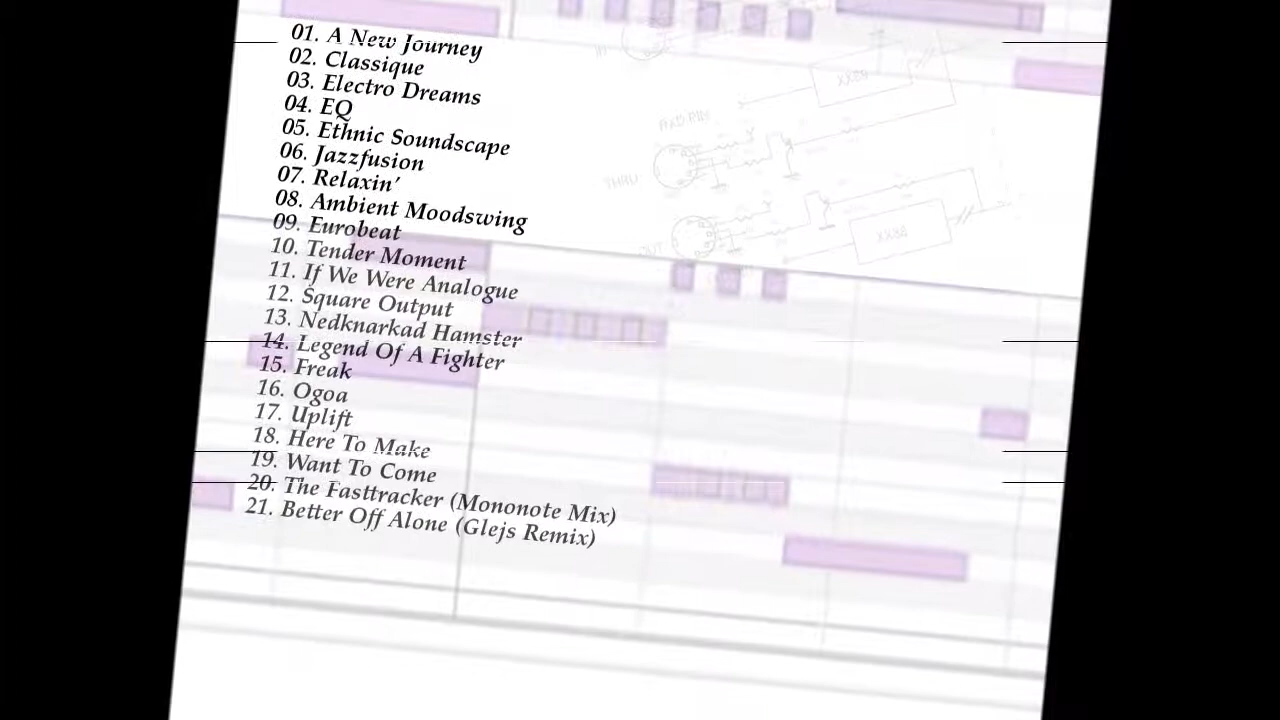 01. A New Journey
02. Classique
03. Electro Dreams
04. EQ
05. Ethnic Soundscape
06. Jazzfusion
07. Relaxin'
08. Ambient Moodswing
09. Eurobeat
10. Tender Moment
11. If We Were Analogue
12. Square Output
13. Nedknarkad Hamster
14. Legend Of A Fighter
15. Freak
16. Ogoa
17. Uplift
18. Here To Make
19. Want To Come
20. The Fasttracker (Mononote Mix)
21. Better Off Alone (Glejs Remix)
THRU
OUT